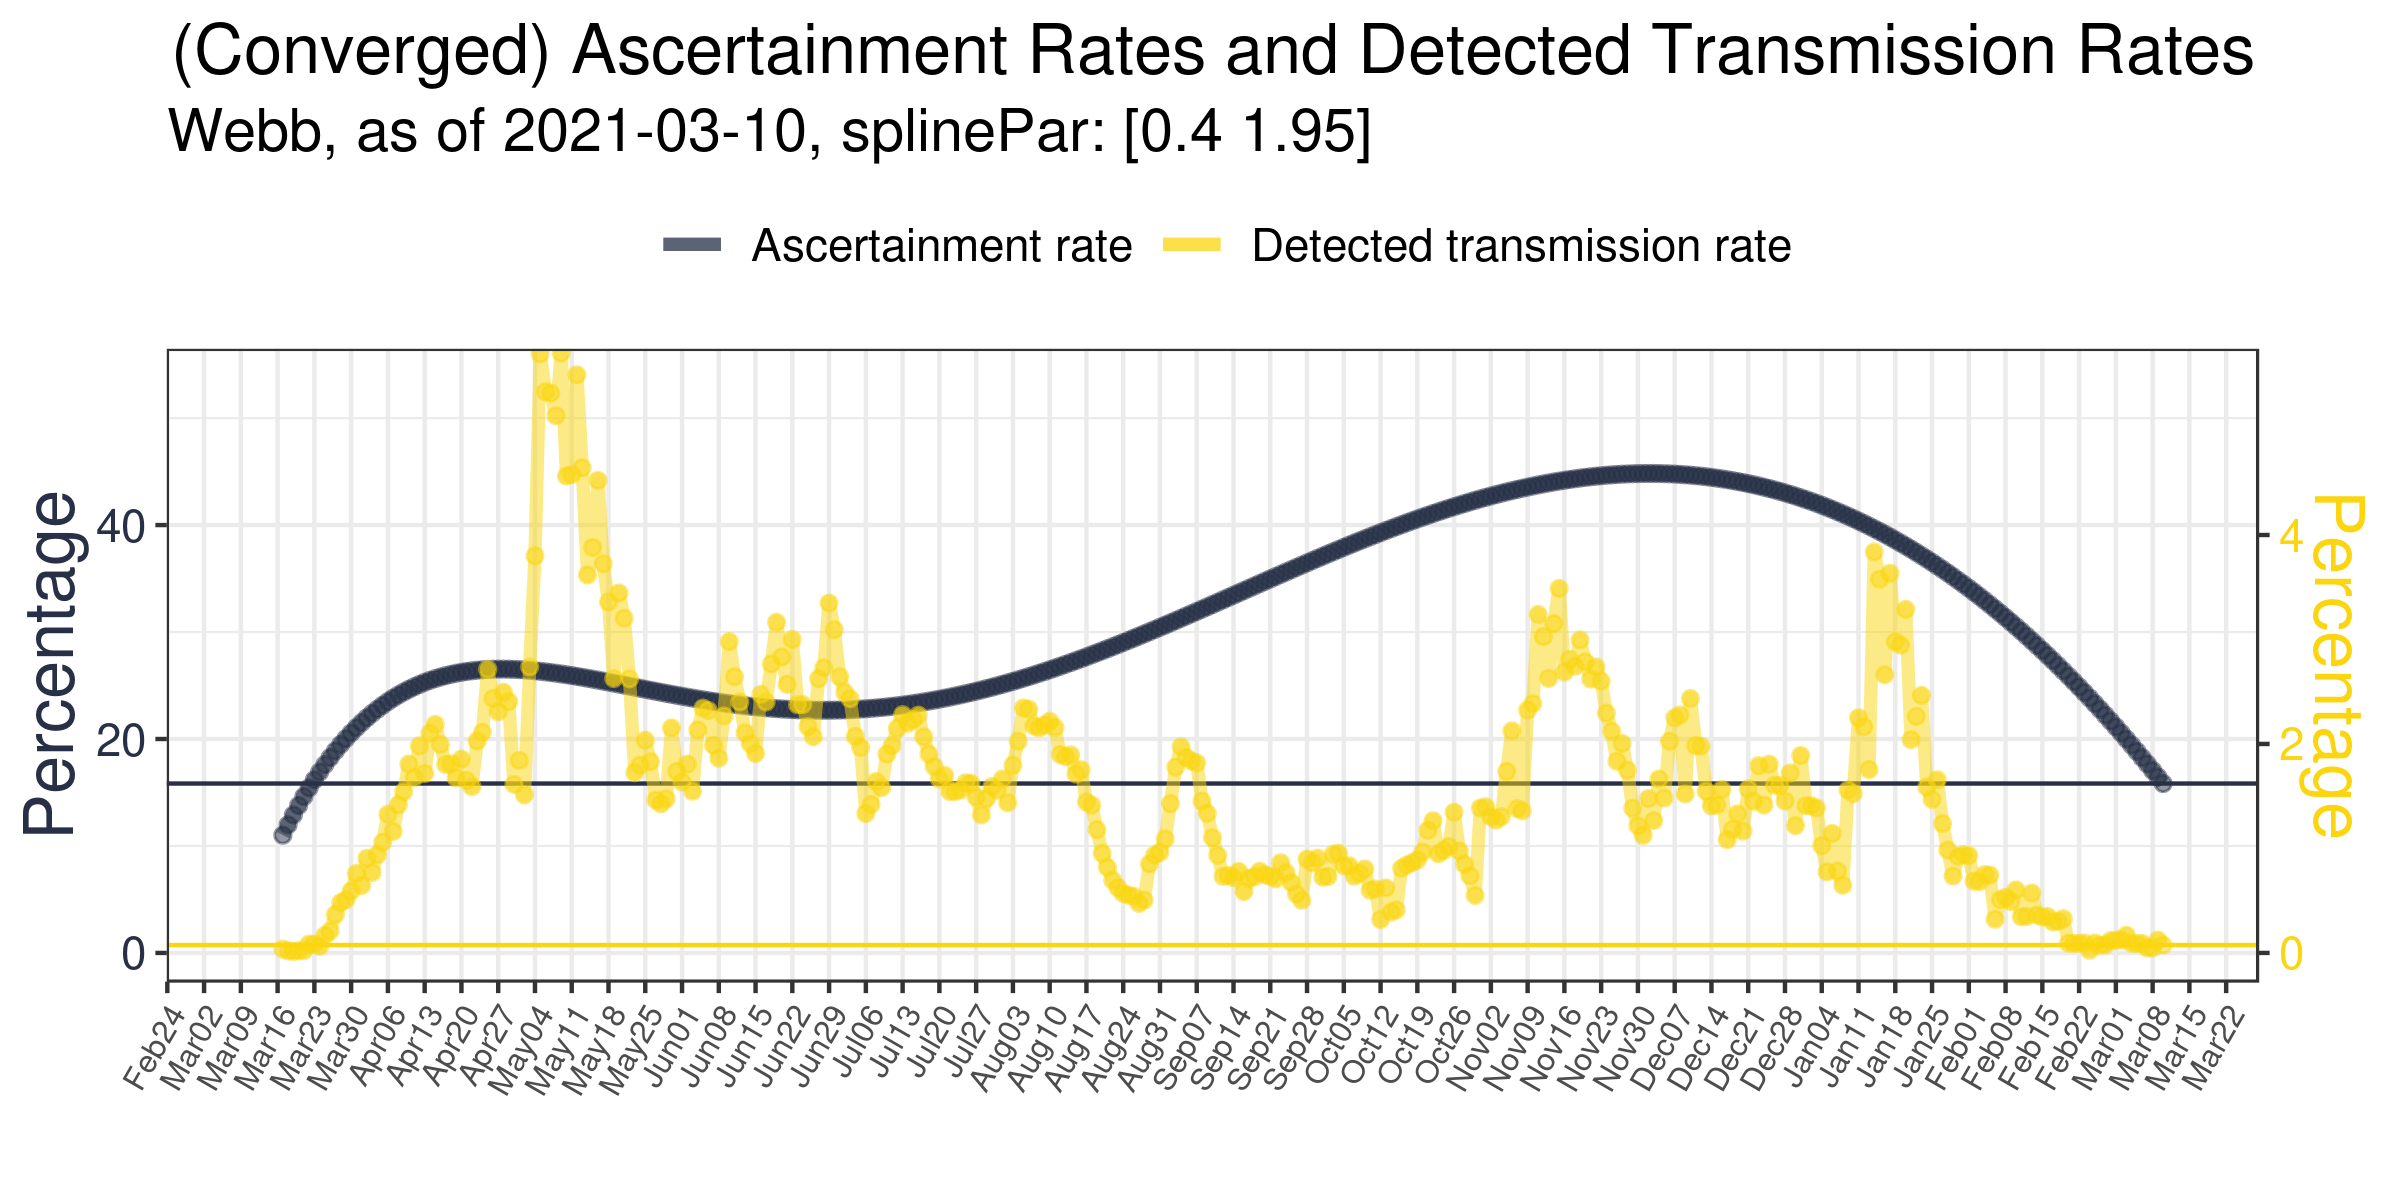 (Converged) Ascertainment Rates and Detected Transmission Rates
Webb, as of 2021-03-10, splinePar: [0.4 1.95]
Ascertainment rate
Detected transmission rate
Percentage
40
20
0
4
2
0
Percentage
Feb24
Mar02
Mar09
Mar16
Mar23
Mar30
Apr06
Apr13
Apr20
Apr27
May04
May11
May18
May25
Jun01
Jun08
Jun15
Jun22
Jun29
Jul06
Jul13
Jul20
Jul27
Aug03
Aug10
Aug17
Aug24
Aug31
Sep07
Sep14
Sep21
Sep28
Oct05
Oct12
Oct19
Oct26
Nov02
Nov09
Nov16
Nov23
Nov30
Dec07
Dec14
Dec21
Dec28
Jan04
Jan11
Jan18
Jan25
Feb01
Feb08
Feb15
Feb22
Mar01
Mar08
Mar15
Mar22